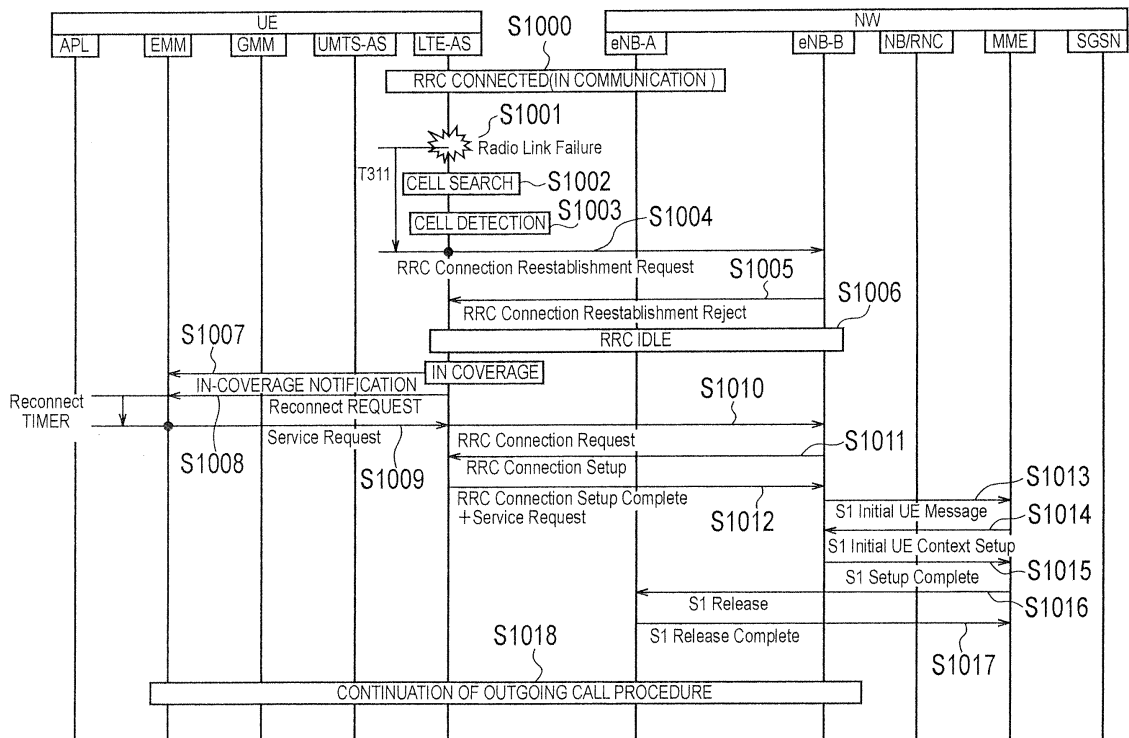 UE
NW
APL
EMM
GMM
UMTS-AS
LTE-AS
eNB-A
eNB-B
NB/RNC
MME
SGSN
S1000
RRC CONNECTED(IN COMMUNICATION )
S1001
Radio Link Failure
T311
CELL SEARCH
S1002
CELL DETECTION
S1003
S1004
RRC Connection Reestablishment Request
S1005
RRC Connection Reestablishment Reject
S1006
RRC IDLE
S1007
IN COVERAGE
IN-COVERAGE NOTIFICATION
Reconnect
TIMER
Reconnect REQUEST
S1008
Service Request
S1009
S1010
RRC Connection Request
S1011
RRC Connection Setup
RRC Connection Setup Complete
+Service Request
S1012
S1013
S1 Initial UE Message
S1014
S1 Initial UE Context Setup
S1015
S1 Setup Complete
S1016
S1 Release
S1 Release Complete
S1017
S1018
CONTINUATION OF OUTGOING CALL PROCEDURE